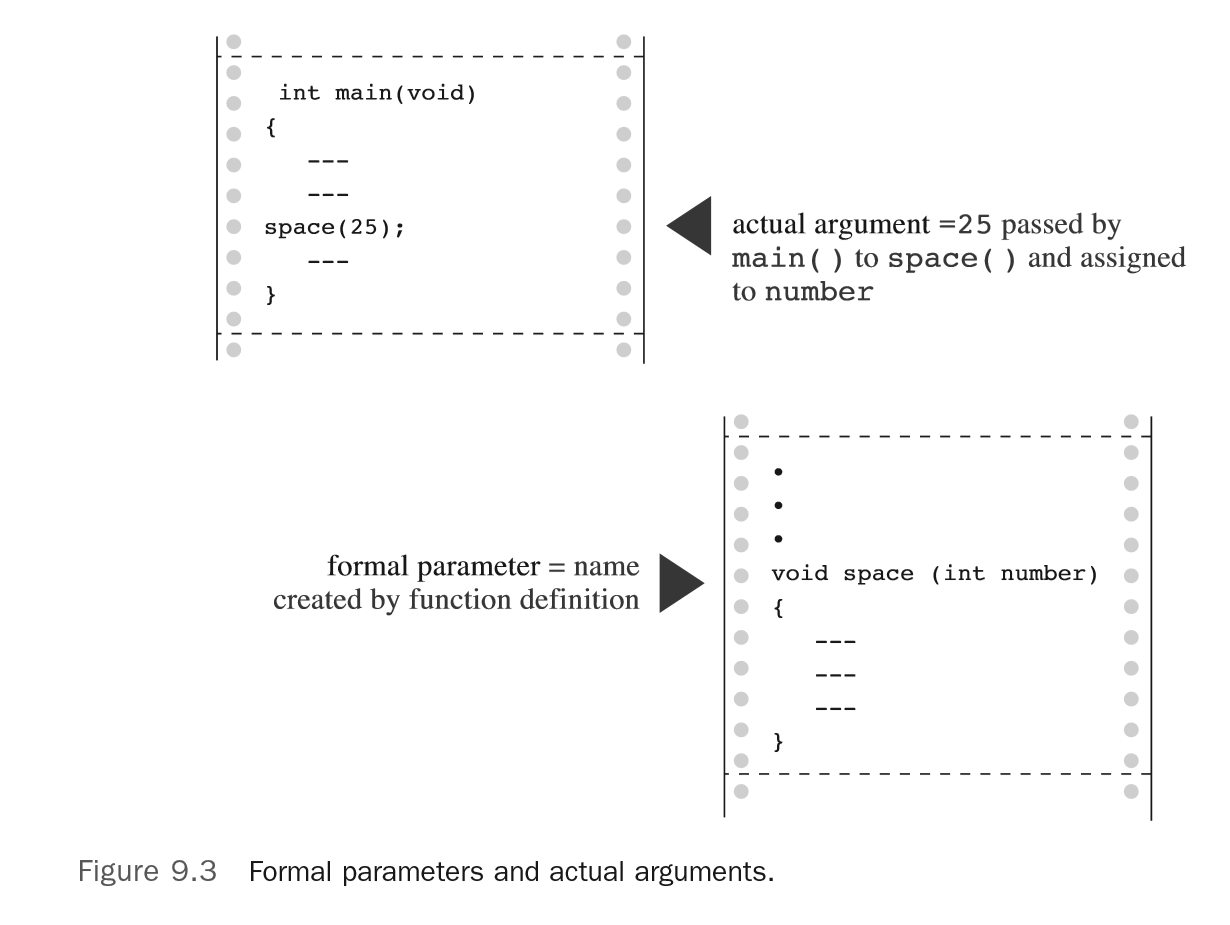 int main(void)
{
---
---
space(25);
---
}
actual argument =25 passed by
main() to space() and assigned
to number
•
•
•
formal parameter = name
created by function definition
void space (int number)
{
---
---
---
}
Figure 9.3 Formal parameters and actual arguments.